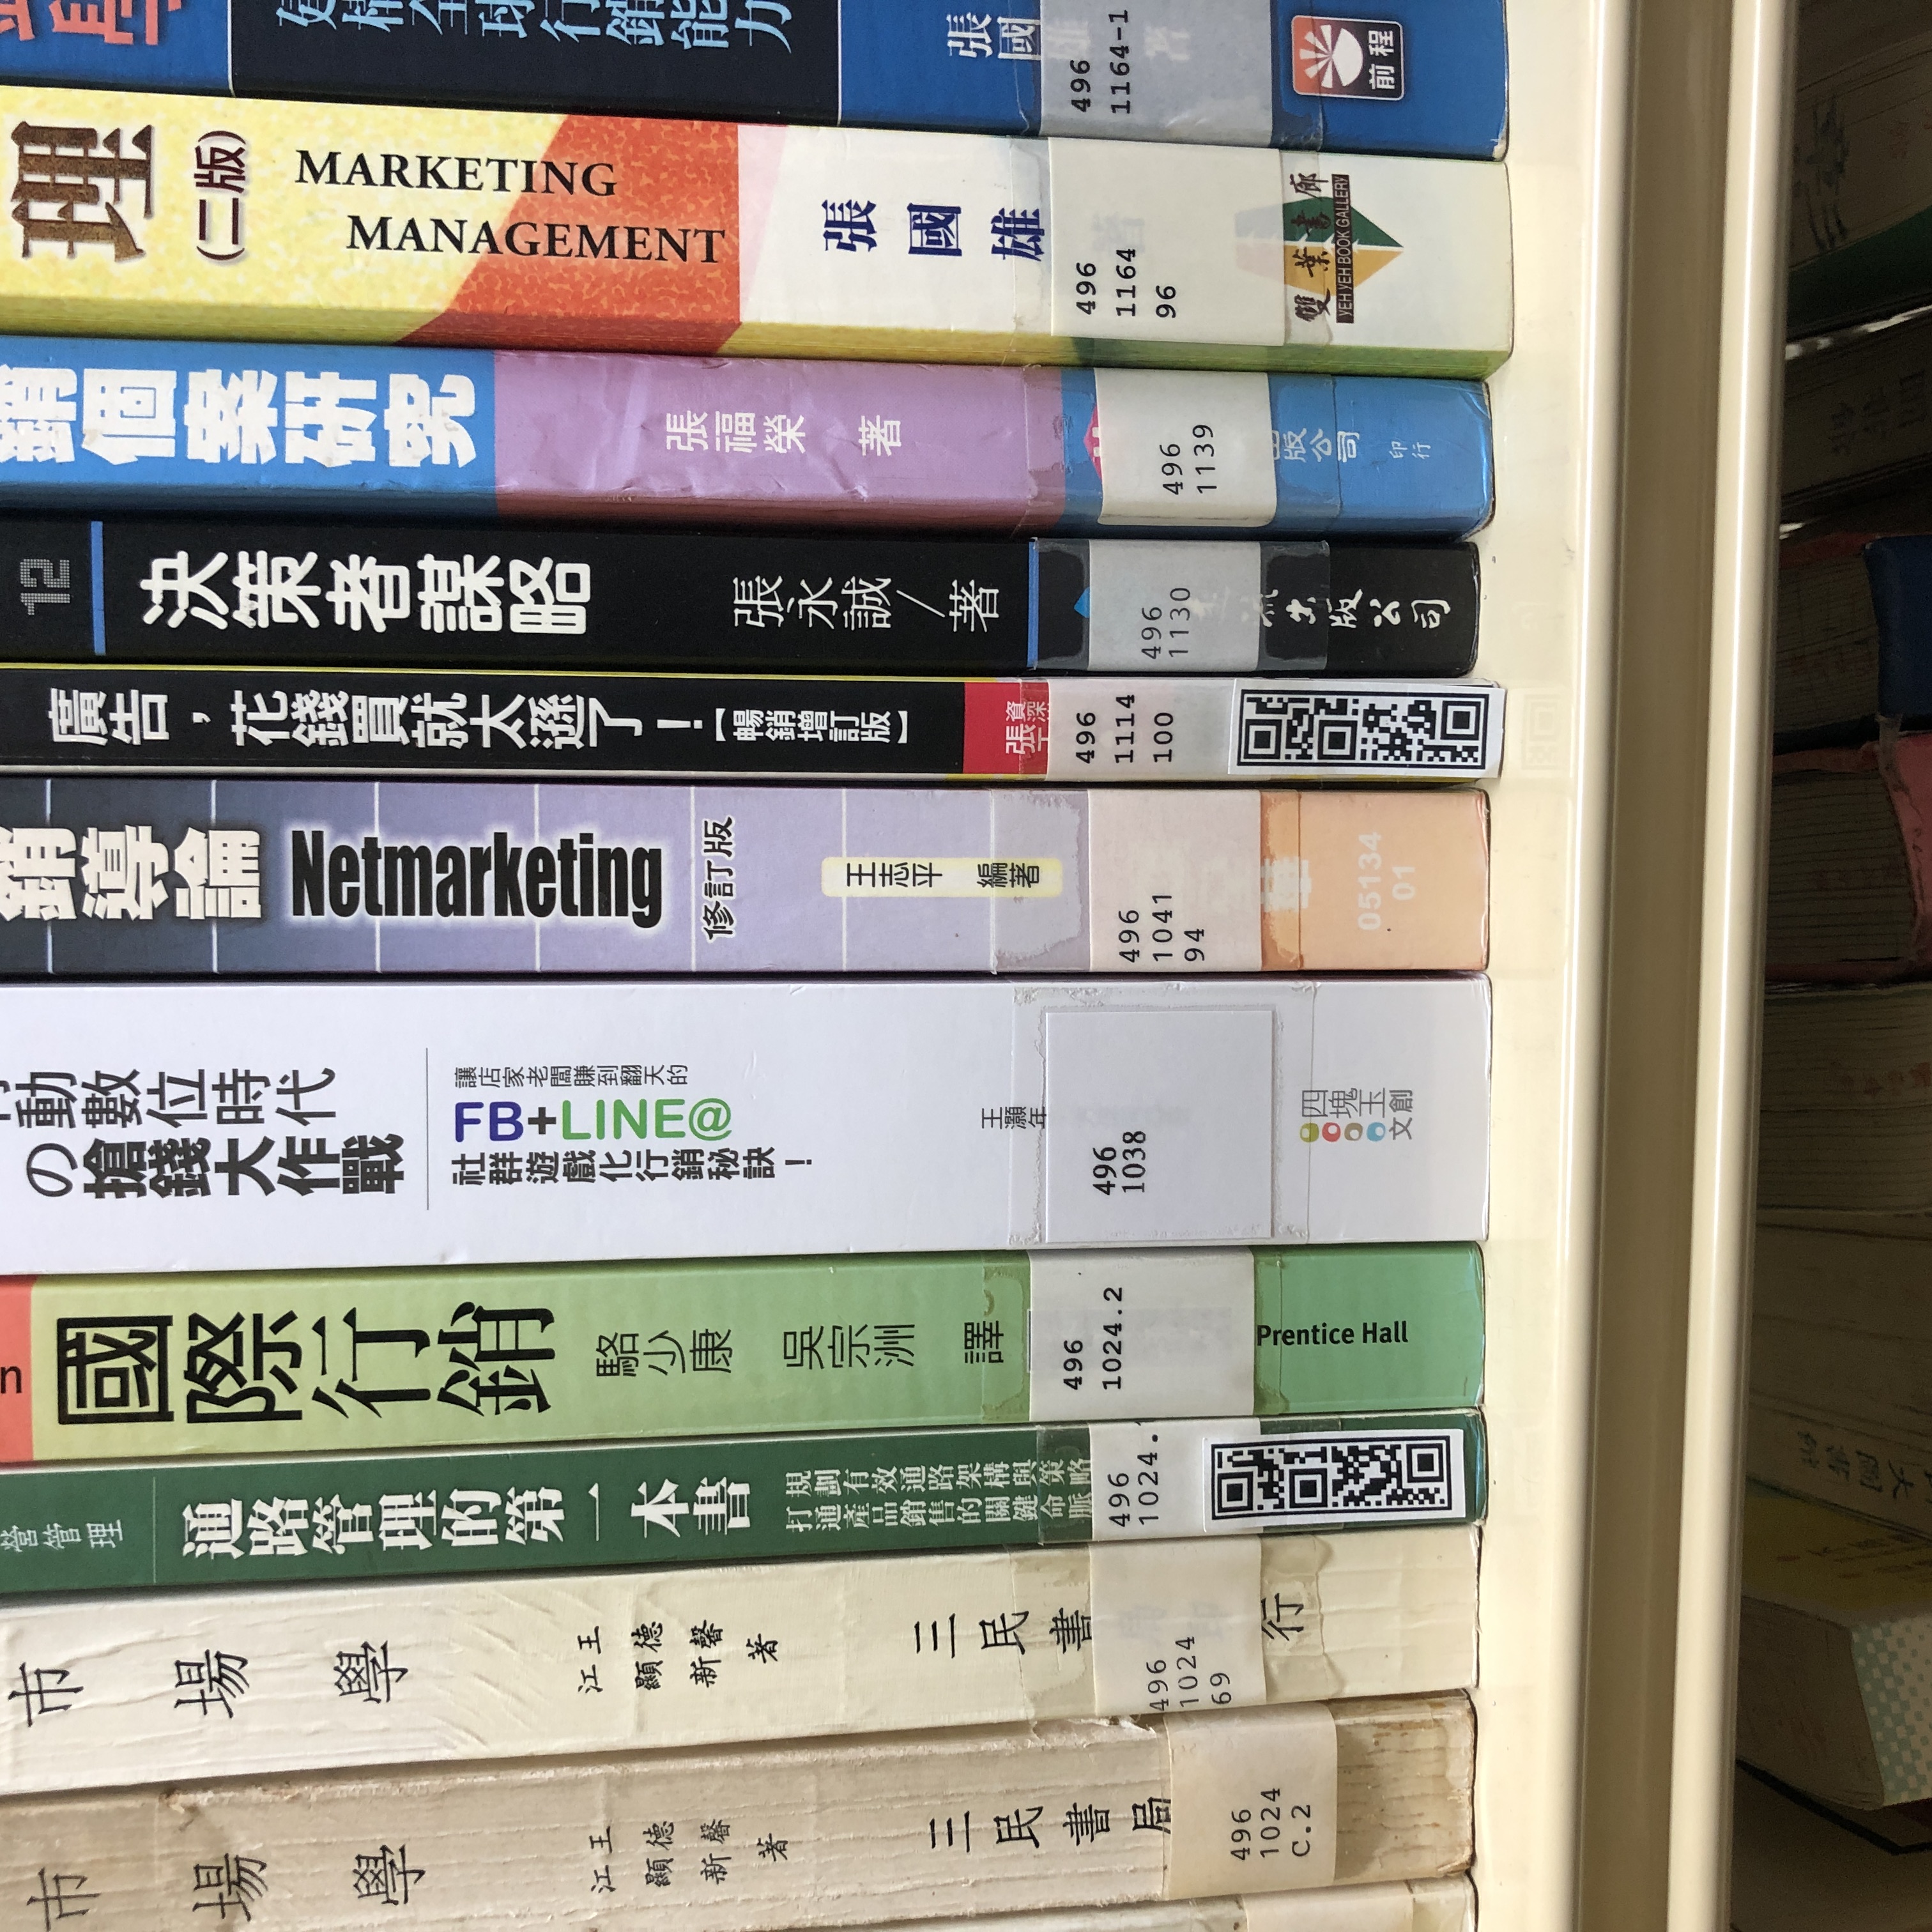 市場學
王德馨
江顯新
著
三民書局
496
1024
C.2
市場學
王德馨
江顯新
著
三民書
行
496
1024
69
營管理
通路管理的第一本書
規劃有效通路架構與策略
打通產品銷售的關鍵命脈
496
1024.
國際行銷
駱少康
吳宗洲
譯
496
1024.2
Prentice Hall
行動數位時代
の搶錢大作戰
讓店家老闆賺到翻天的
FB+LINE@
社群遊戲化行銷秘訣！
王灝年
496
1038
四塊玉
文創
銷導論
Netmarketing
修訂版
王志平 編著
496
1041
94
05134
01
廣告，花錢買就太遜了！【暢銷增訂版】
資深
張
496
1114
100
12
決策者謀略
張永誠/著
496
1130
流出版公司
銷個案研究
張福榮 著
496
1139
出版公司
印行
理
(二版)
MARKETING
MANAGEMENT
張國雄
496
1164
96
雙葉書廊
YEH YEH BOOK GALLERY
學
建構全球行銷能力
張國雄
496
1164-1
前程